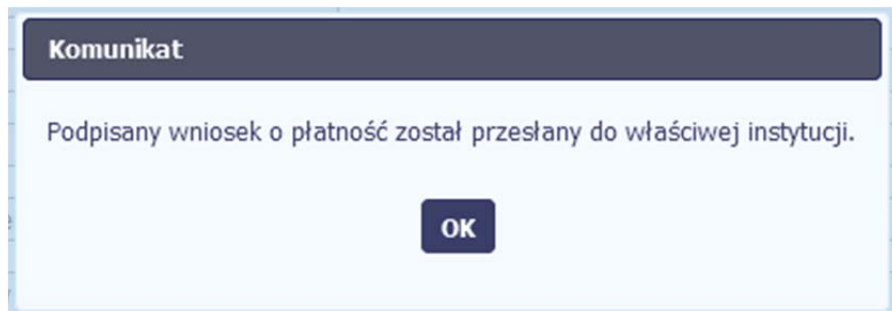 Komunikat
Podpisany wniosek o płatność został przesłany do właściwej instytucji.
OK